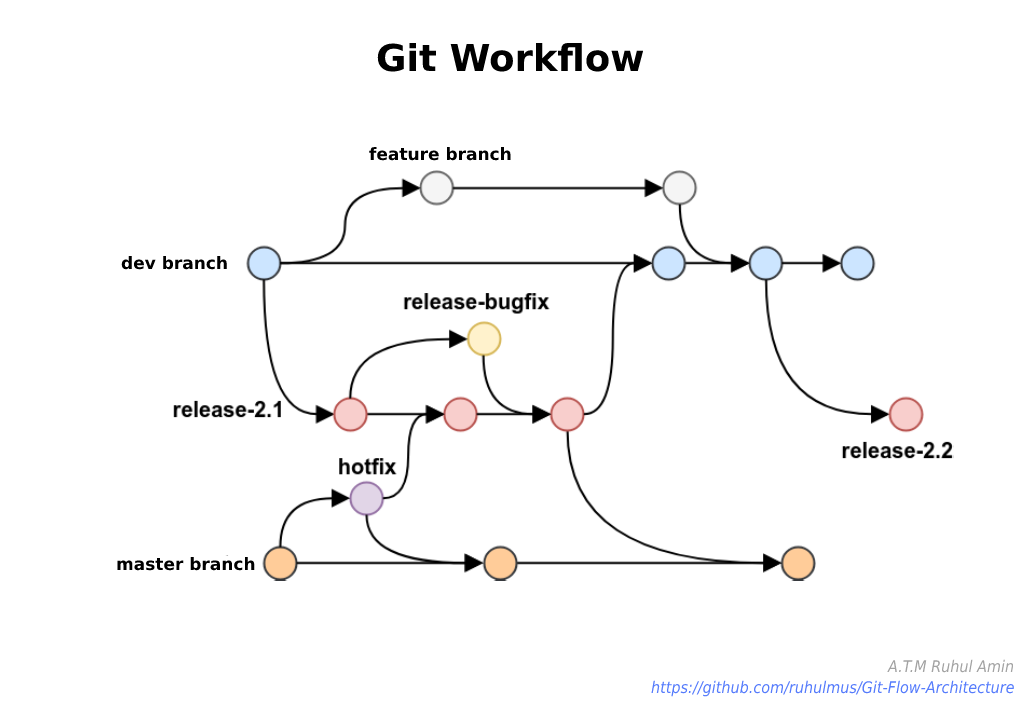 Git Workflow
feature branch
dev branch
release-bugfix
release-2.1
release-2.2
hotfix
master branch
A.T.M Ruhul Amin
https://github.com/ruhulmus/Git-Flow-Architecture